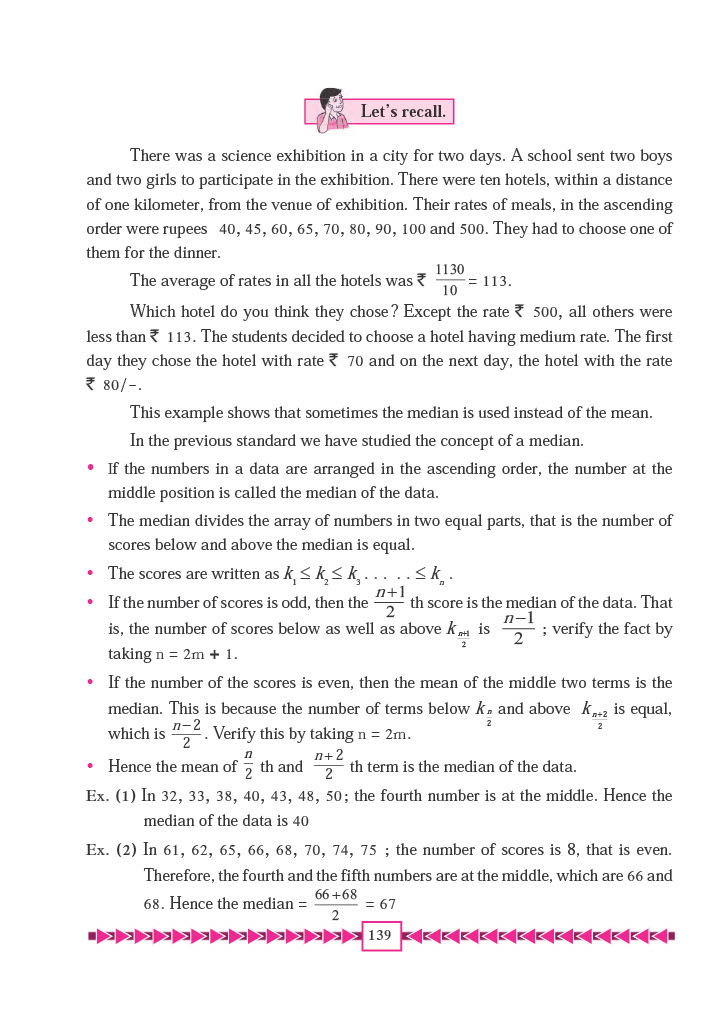 Let's recall.
There was a science exhibition in a city for two days. A school sent two boys
and two girls to participate in the exhibition. There were ten hotels, within a distance
of one kilometer, from the venue of exhibition. Their rates of meals, in the ascending
order were rupees 40, 45, 60, 65, 70, 80, 90, 100 and 500. They had to choose one of
them for the dinner.
The average of rates in all the hotels was ₹ 1130/10 = 113.
Which hotel do you think they chose? Except the rate ₹ 500, all others were
less than ₹ 113. The students decided to choose a hotel having medium rate. The first
day they chose the hotel with rate ₹ 70 and on the next day, the hotel with the rate
₹ 80/-.
This example shows that sometimes the median is used instead of the mean.
In the previous standard we have studied the concept of a median.
• If the numbers in a data are arranged in the ascending order, the number at the
middle position is called the median of the data.
• The median divides the array of numbers in two equal parts, that is the number of
scores below and above the median is equal.
• The scores are written as k₁ ≤ k₂ ≤ k₃ . . . . . ≤ kₙ .
• If the number of scores is odd, then the (n+1)/2 th score is the median of the data. That
is, the number of scores below as well as above k_(n+1)/2 is (n−1)/2 ; verify the fact by
taking n = 2m + 1.
• If the number of the scores is even, then the mean of the middle two terms is the
median. This is because the number of terms below k_n/2 and above k_(n+2)/2 is equal,
which is (n−2)/2 . Verify this by taking n = 2m.
• Hence the mean of n/2 th and (n+2)/2 th term is the median of the data.
Ex. (1) In 32, 33, 38, 40, 43, 48, 50; the fourth number is at the middle. Hence the
median of the data is 40
Ex. (2) In 61, 62, 65, 66, 68, 70, 74, 75 ; the number of scores is 8, that is even.
Therefore, the fourth and the fifth numbers are at the middle, which are 66 and
68. Hence the median = (66+68)/2 = 67
139